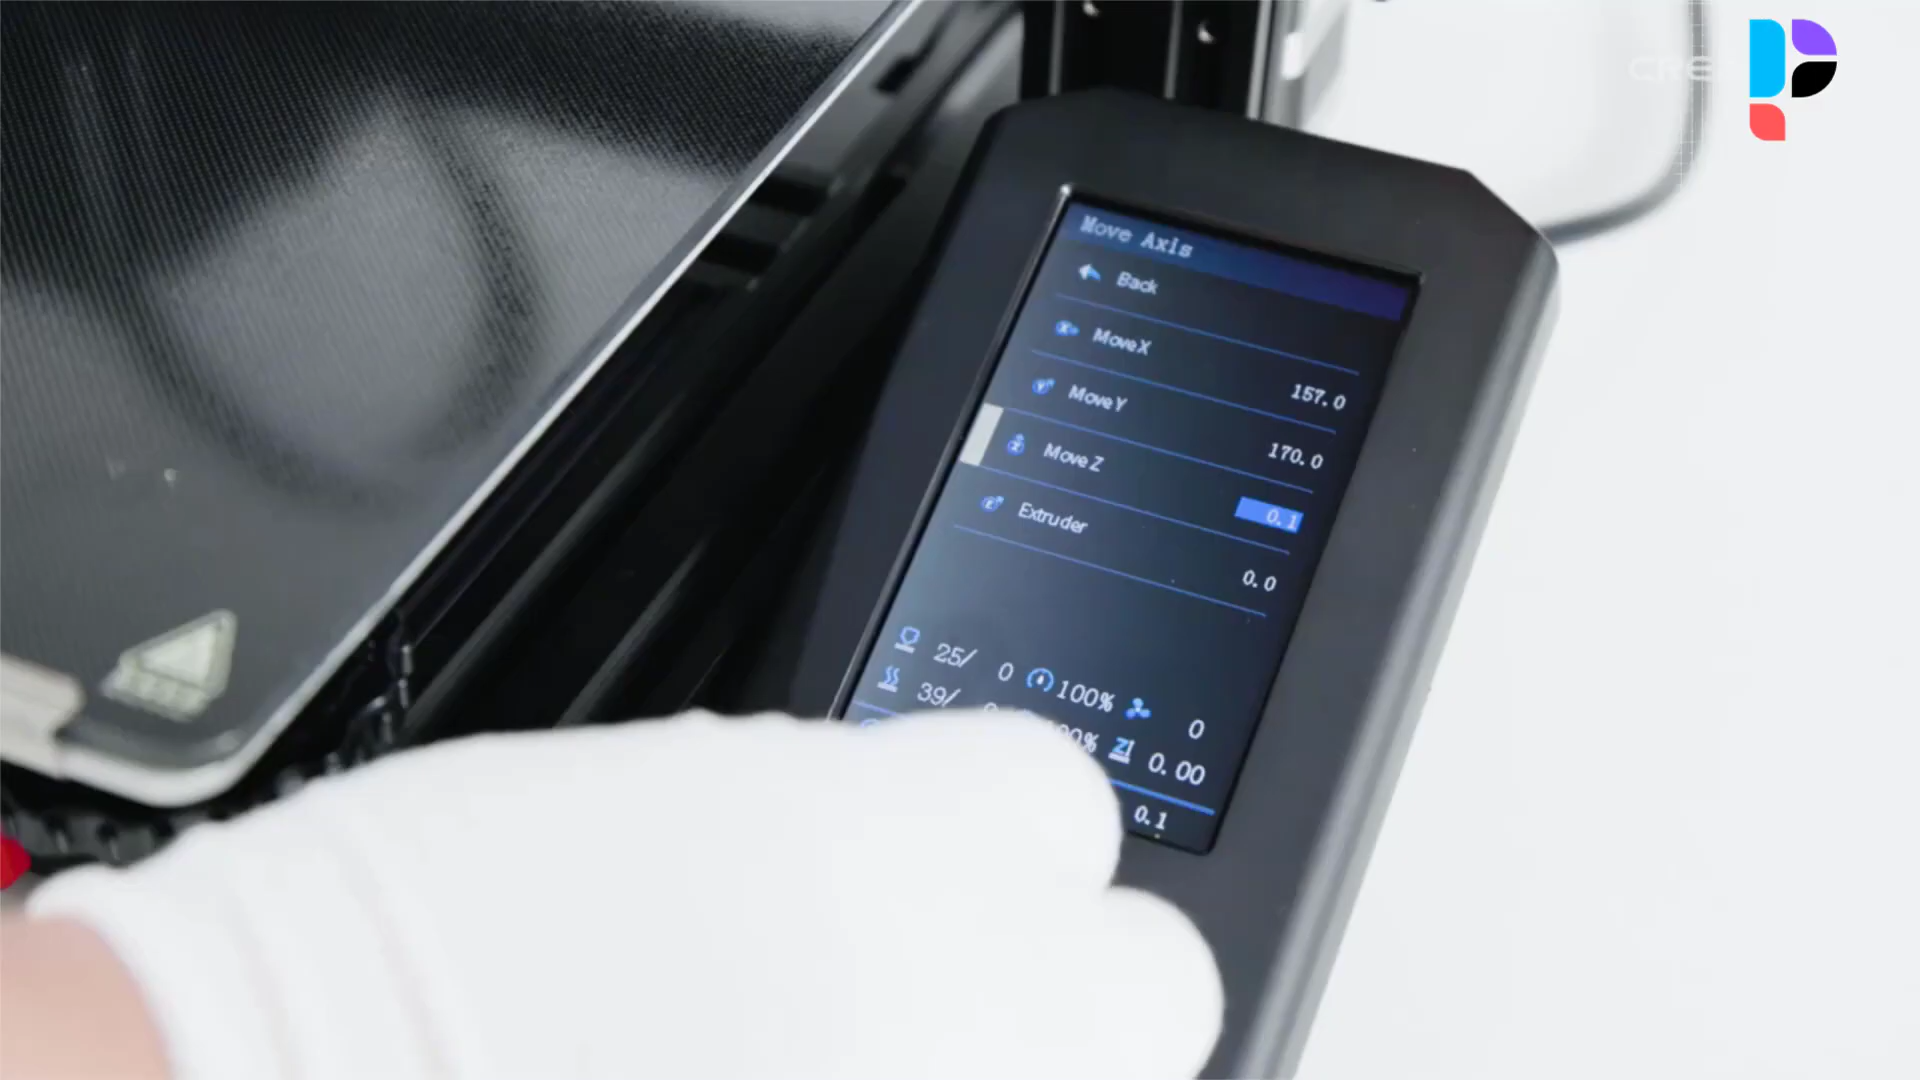 Move Axis
Back
Move X
157.0
Move Y
170.0
Move Z
0.1
Extruder
0.0
25/ 0 100% 0
39/ 0.00
0.1